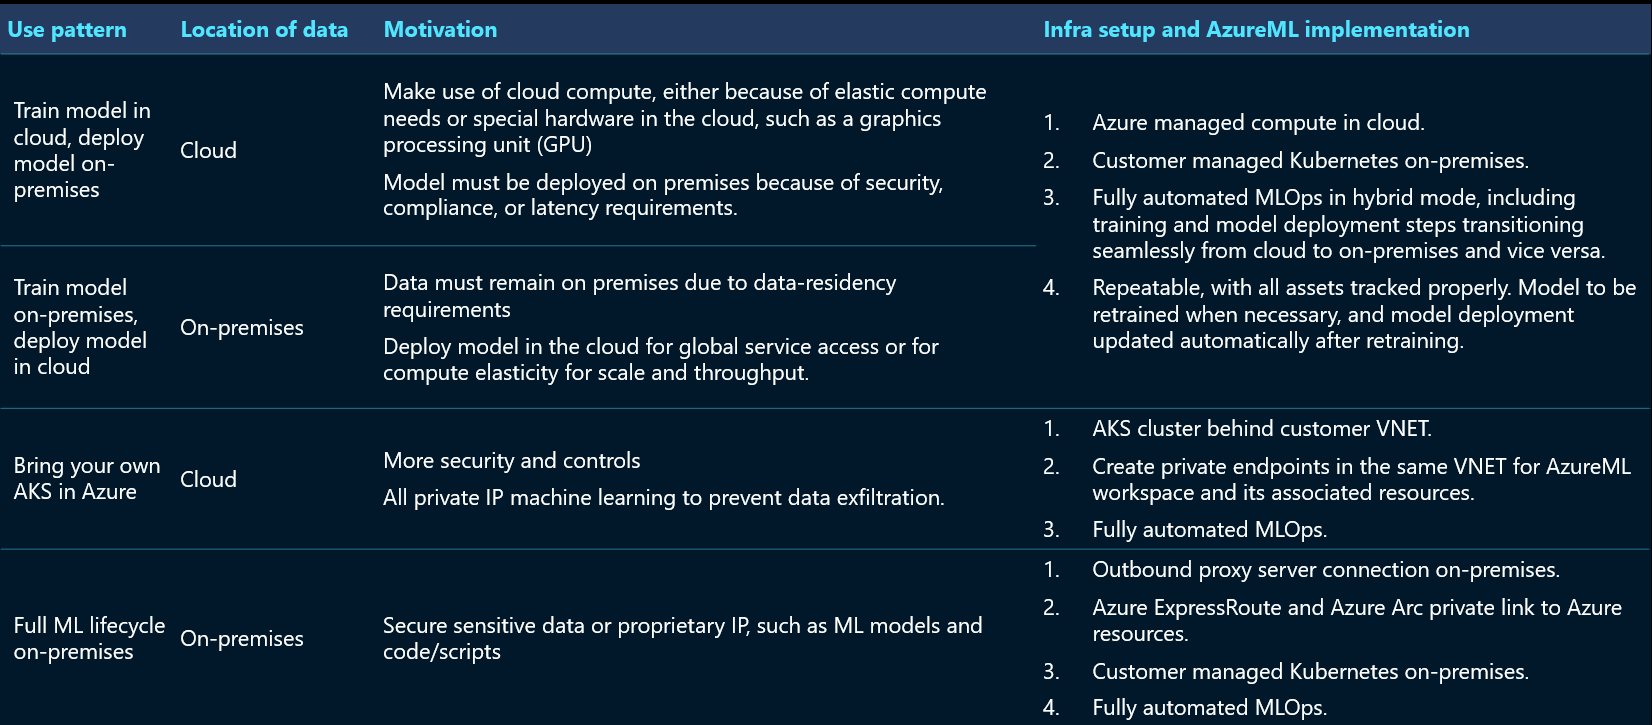 Use pattern
Location of data
Motivation
Infra setup and AzureML implementation
Train model in
cloud, deploy
model on-
premises
Cloud
Make use of cloud compute, either because of elastic compute
needs or special hardware in the cloud, such as a graphics
processing unit (GPU)
Model must be deployed on premises because of security,
compliance, or latency requirements.
1. Azure managed compute in cloud.
2. Customer managed Kubernetes on-premises.
3. Fully automated MLOps in hybrid mode, including
training and model deployment steps transitioning
seamlessly from cloud to on-premises and vice versa.
4. Repeatable, with all assets tracked properly. Model to be
retrained when necessary, and model deployment
updated automatically after retraining.
Train model
on-premises,
deploy model
in cloud
On-premises
Data must remain on premises due to data-residency
requirements
Deploy model in the cloud for global service access or for
compute elasticity for scale and throughput.
Bring your own
AKS in Azure
Cloud
More security and controls
All private IP machine learning to prevent data exfiltration.
1. AKS cluster behind customer VNET.
2. Create private endpoints in the same VNET for AzureML
workspace and its associated resources.
3. Fully automated MLOps.
Full ML lifecycle
on-premises
On-premises
Secure sensitive data or proprietary IP, such as ML models and
code/scripts
1. Outbound proxy server connection on-premises.
2. Azure ExpressRoute and Azure Arc private link to Azure
resources.
3. Customer managed Kubernetes on-premises.
4. Fully automated MLOps.